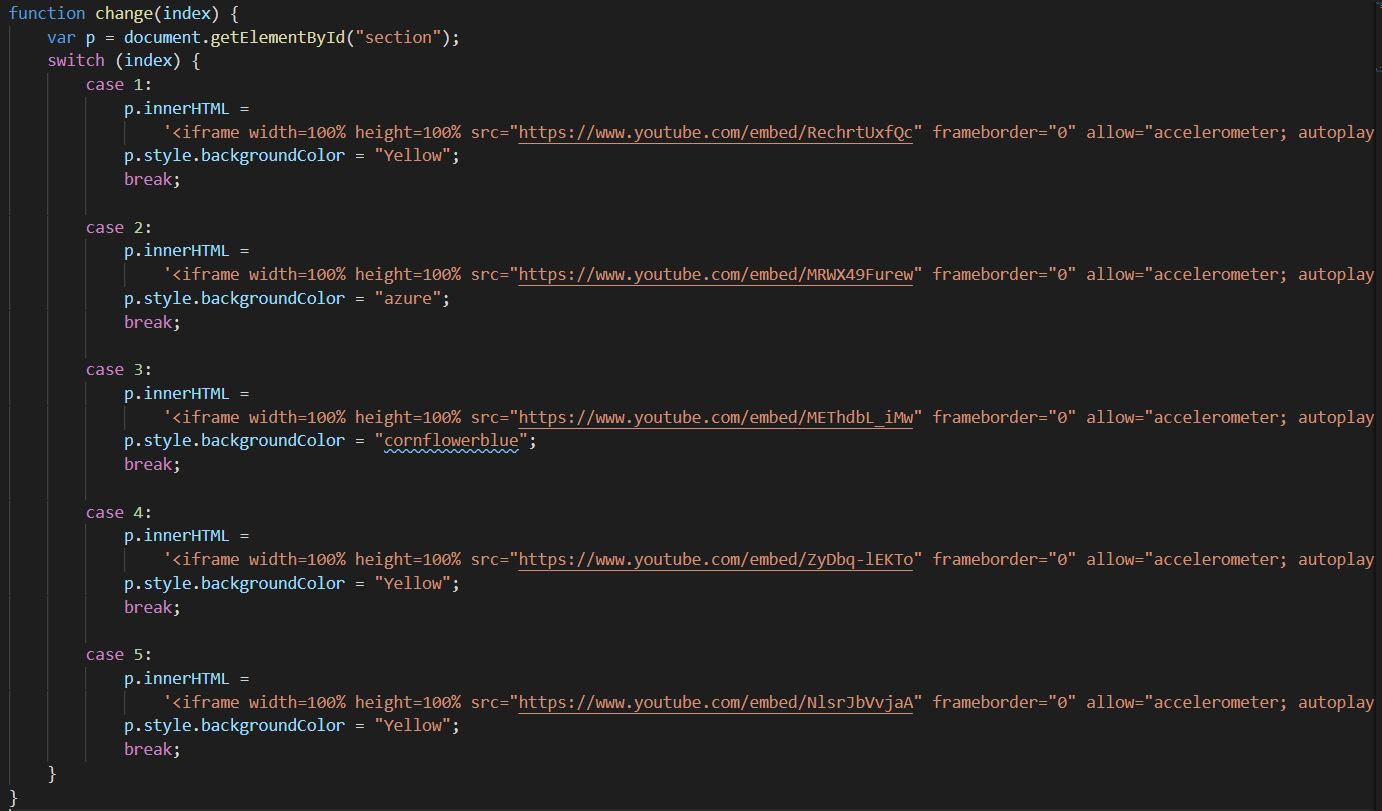 function change(index) {
var p = document.getElementById("section");
switch (index) {
case 1:
p.innerHTML =
'<iframe width=100% height=100% src="https://www.youtube.com/embed/RechrtUxfQc" frameborder="0" allow="accelerometer; autoplay
p.style.backgroundColor = "Yellow";
break;
case 2:
p.innerHTML =
'<iframe width=100% height=100% src="https://www.youtube.com/embed/MRWX49Furew" frameborder="0" allow="accelerometer; autoplay
p.style.backgroundColor = "azure";
break;
case 3:
p.innerHTML =
'<iframe width=100% height=100% src="https://www.youtube.com/embed/METhdbL_iMw" frameborder="0" allow="accelerometer; autoplay
p.style.backgroundColor = "cornflowerblue";
break;
case 4:
p.innerHTML =
'<iframe width=100% height=100% src="https://www.youtube.com/embed/ZyDbq-lEKTo" frameborder="0" allow="accelerometer; autoplay
p.style.backgroundColor = "Yellow";
break;
case 5:
p.innerHTML =
'<iframe width=100% height=100% src="https://www.youtube.com/embed/NlsrJbVvjaA" frameborder="0" allow="accelerometer; autoplay
p.style.backgroundColor = "Yellow";
break;
}
}